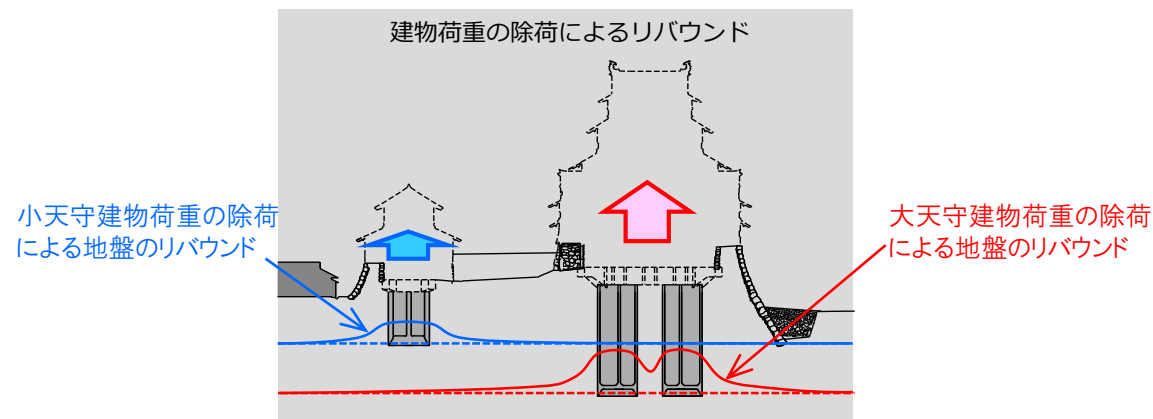 建物荷重の除荷によるリバウンド
小天守建物荷重の除荷
による地盤のリバウンド
大天守建物荷重の除荷
による地盤のリバウンド